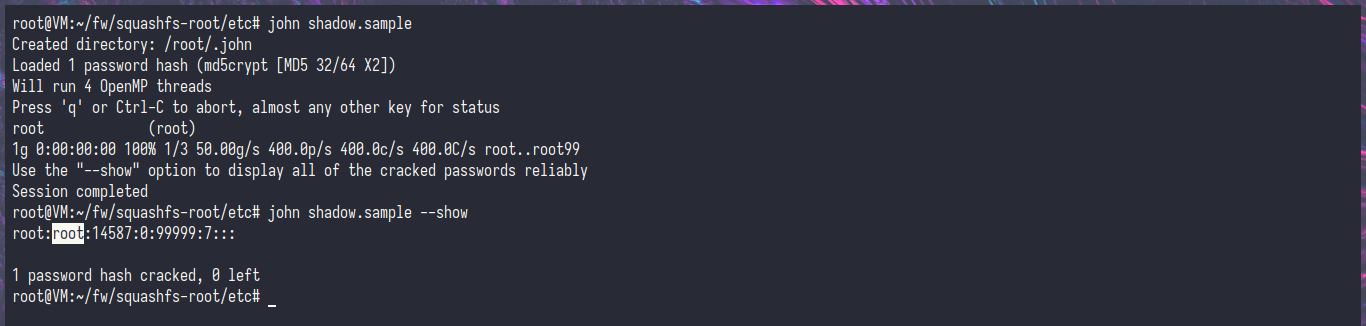 root@VM:~/fw/squashfs-root/etc# john shadow.sample
Created directory: /root/.john
Loaded 1 password hash (md5crypt [MD5 32/64 X2])
Will run 4 OpenMP threads
Press 'q' or Ctrl-C to abort, almost any other key for status
root             (root)
1g 0:00:00:00 100% 1/3 50.00g/s 400.0p/s 400.0c/s 400.0C/s root..root99
Use the "--show" option to display all of the cracked passwords reliably
Session completed
root@VM:~/fw/squashfs-root/etc# john shadow.sample --show
root:root:14587:0:99999:7:::
1 password hash cracked, 0 left
root@VM:~/fw/squashfs-root/etc# _